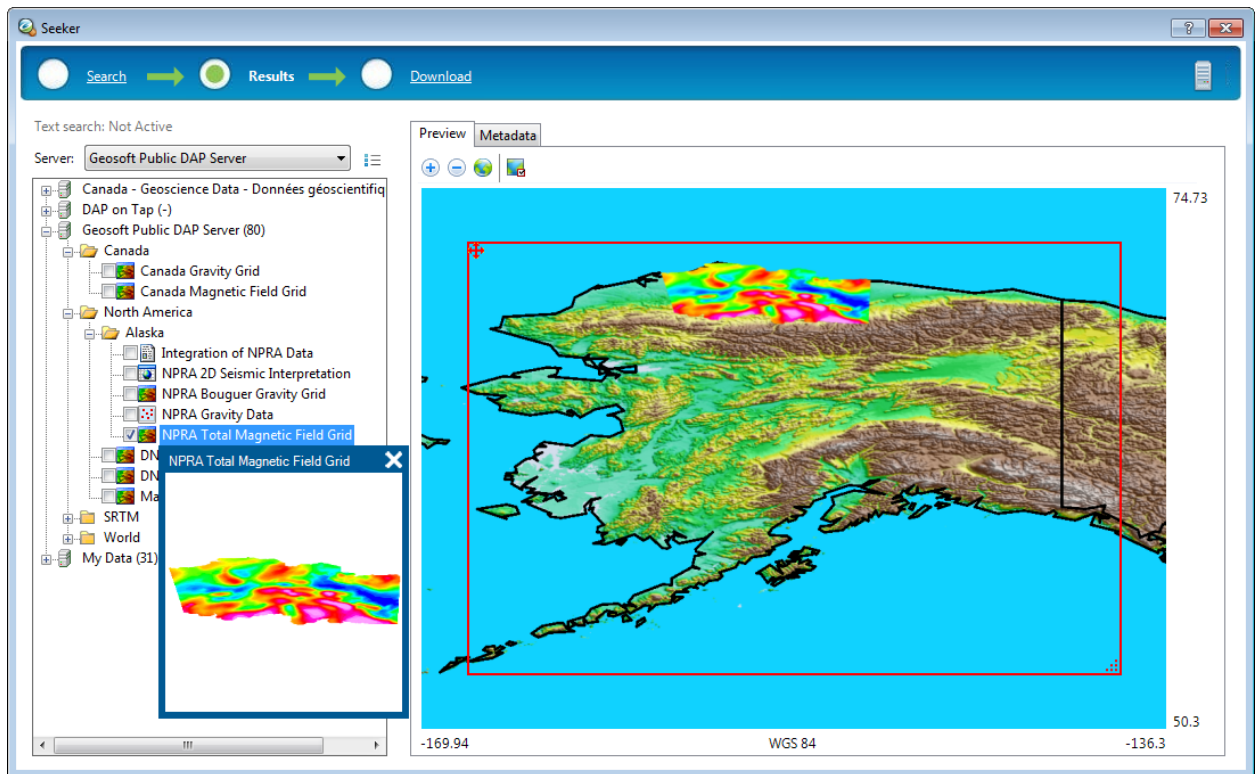 Seeker
Search
Results
Download
Text search: Not Active
Server: Geosoft Public DAP Server
Canada - Geoscience Data - Données géoscientifiq
DAP on Tap (-)
Geosoft Public DAP Server (80)
Canada
Canada Gravity Grid
Canada Magnetic Field Grid
North America
Alaska
Integration of NPRA Data
NPRA 2D Seismic Interpretation
NPRA Bouguer Gravity Grid
NPRA Gravity Data
NPRA Total Magnetic Field Grid
DN
DN
Ma
SRTM
World
My Data (31)
NPRA Total Magnetic Field Grid
Preview
Metadata
74.73
50.3
-169.94
WGS 84
-136.3